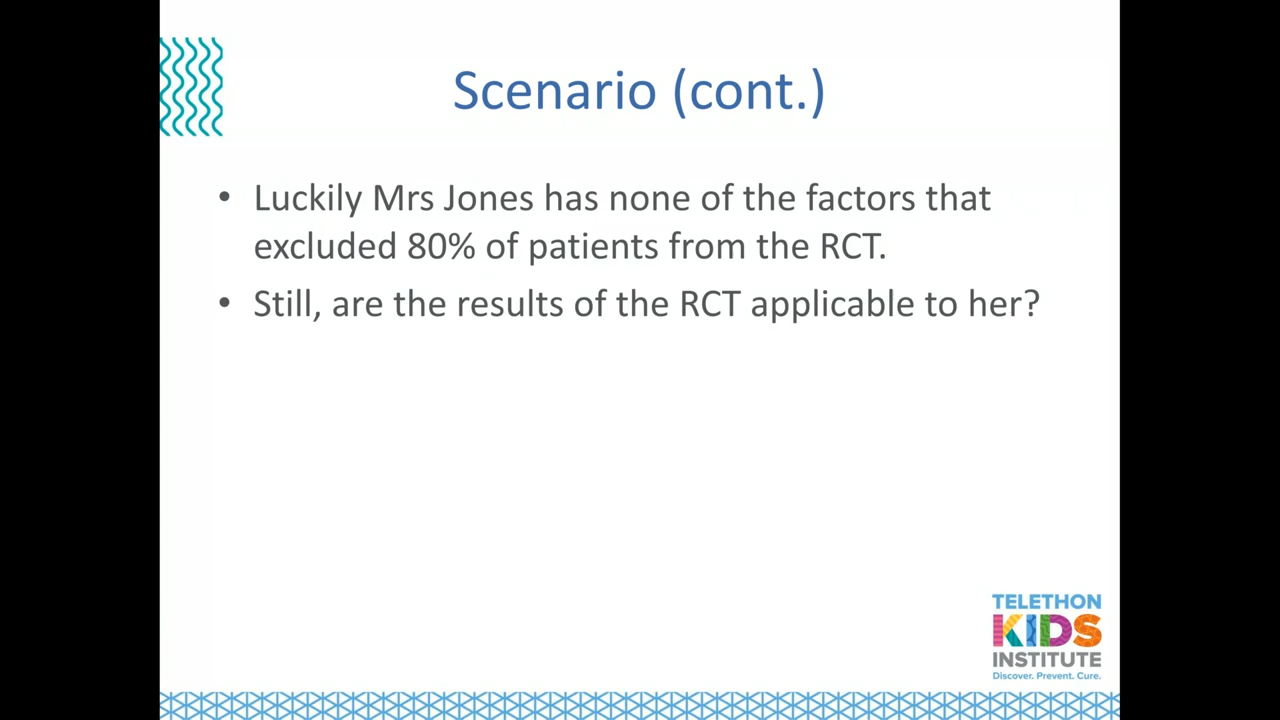 Scenario (cont.)
• Luckily Mrs Jones has none of the factors that
excluded 80% of patients from the RCT.
• Still, are the results of the RCT applicable to her?
TELETHON
KIDS
INSTITUTE
Discover. Prevent. Cure.